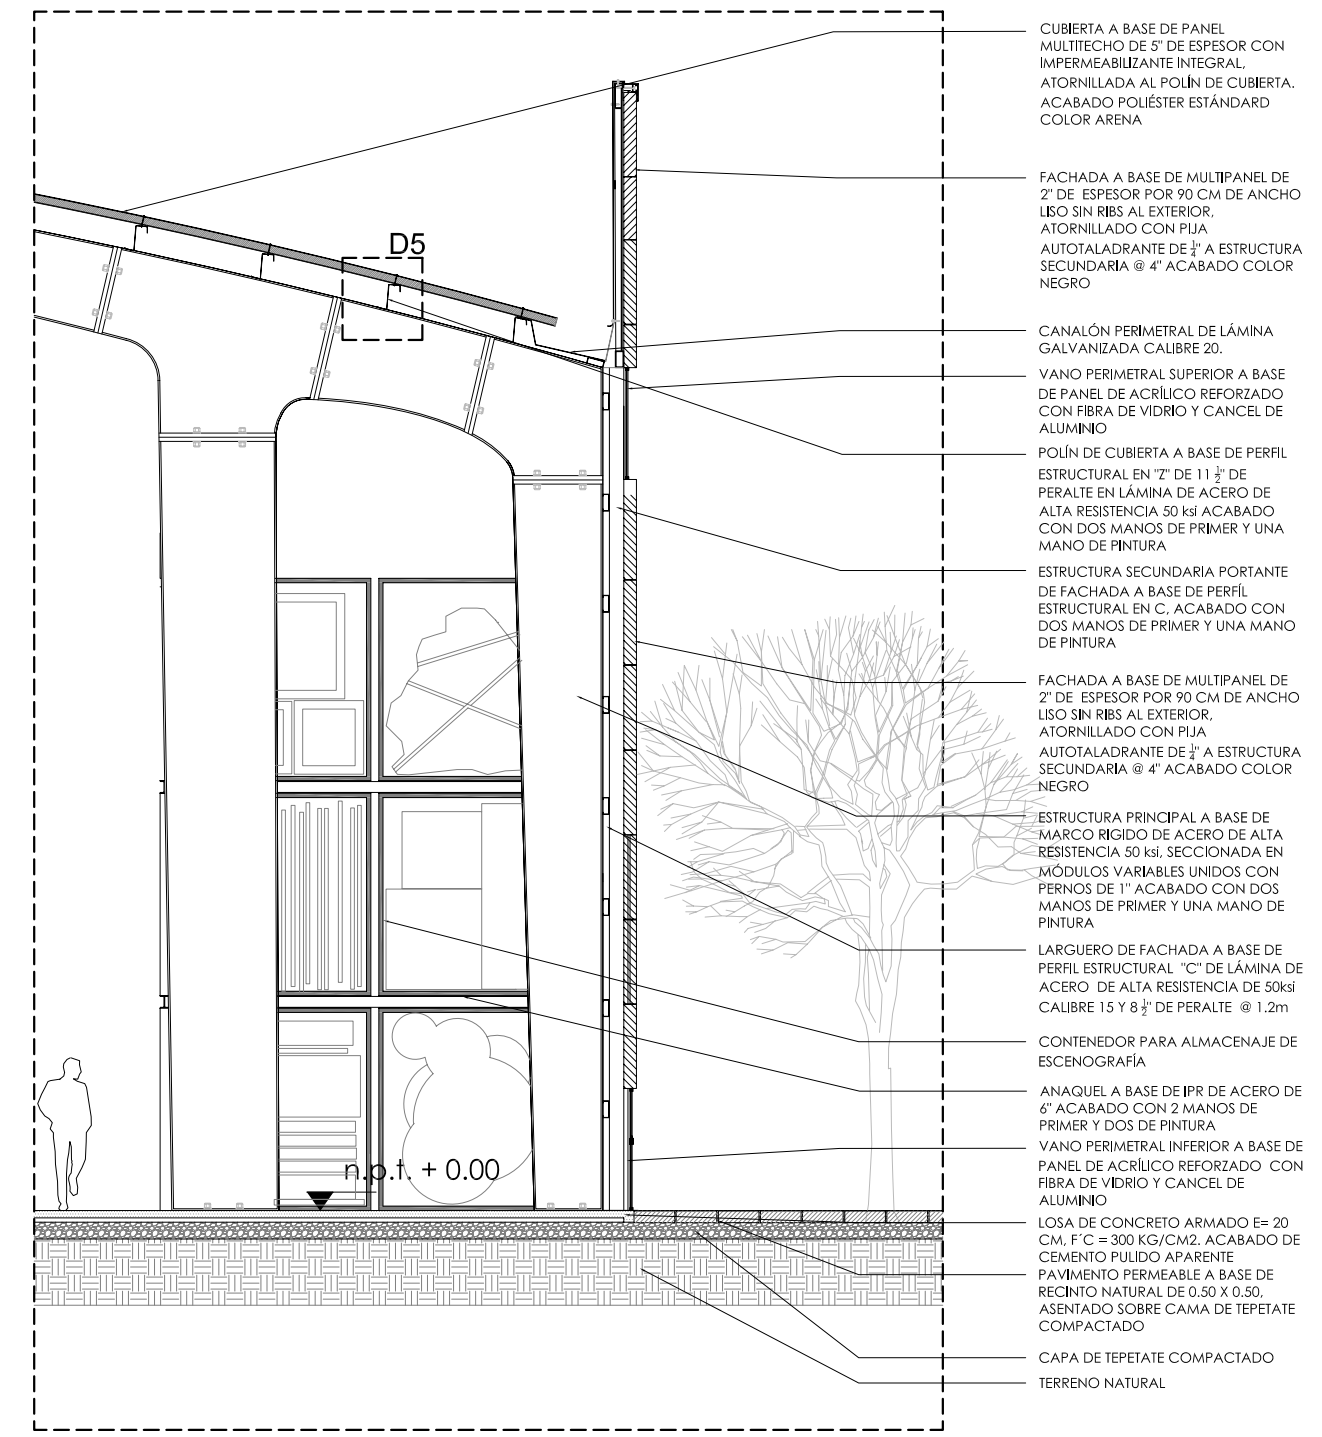 CUBIERTA A BASE DE PANEL
MULTITECHO DE 5" DE ESPESOR CON
IMPERMEABILIZANTE INTEGRAL,
ATORNILLADA AL POLÍN DE CUBIERTA.
ACABADO POLIÉSTER ESTÁNDARD
COLOR ARENA
FACHADA A BASE DE MULTIPANEL DE
2" DE ESPESOR POR 90 CM DE ANCHO
LISO SIN RIBS AL EXTERIOR,
ATORNILLADO CON PIJA
AUTOTALADRANTE DE ¼" A ESTRUCTURA
SECUNDARIA @ 4" ACABADO COLOR
NEGRO
D5
CANALÓN PERIMETRAL DE LÁMINA
GALVANIZADA CALIBRE 20.
VANO PERIMETRAL SUPERIOR A BASE
DE PANEL DE ACRÍLICO REFORZADO
CON FIBRA DE VIDRIO Y CANCEL DE
ALUMINIO
POLÍN DE CUBIERTA A BASE DE PERFIL
ESTRUCTURAL EN "Z" DE 11 ½" DE
PERALTE EN LÁMINA DE ACERO DE
ALTA RESISTENCIA 50 ksi ACABADO
CON DOS MANOS DE PRIMER Y UNA
MANO DE PINTURA
ESTRUCTURA SECUNDARIA PORTANTE
DE FACHADA A BASE DE PERFÍL
ESTRUCTURAL EN C, ACABADO CON
DOS MANOS DE PRIMER Y UNA MANO
DE PINTURA
FACHADA A BASE DE MULTIPANEL DE
2" DE ESPESOR POR 90 CM DE ANCHO
LISO SIN RIBS AL EXTERIOR,
ATORNILLADO CON PIJA
AUTOTALADRANTE DE ¼" A ESTRUCTURA
SECUNDARIA @ 4" ACABADO COLOR
NEGRO
ESTRUCTURA PRINCIPAL A BASE DE
MARCO RIGIDO DE ACERO DE ALTA
RESISTENCIA 50 ksi, SECCIONADA EN
MÓDULOS VARIABLES UNIDOS CON
PERNOS DE 1" ACABADO CON DOS
MANOS DE PRIMER Y UNA MANO DE
PINTURA
LARGUERO DE FACHADA A BASE DE
PERFIL ESTRUCTURAL "C" DE LÁMINA DE
ACERO DE ALTA RESISTENCIA DE 50ksi
CALIBRE 15 Y 8 ½" DE PERALTE @ 1.2m
CONTENEDOR PARA ALMACENAJE DE
ESCENOGRAFÍA
ANAQUEL A BASE DE IPR DE ACERO DE
6" ACABADO CON 2 MANOS DE
PRIMER Y DOS DE PINTURA
VANO PERIMETRAL INFERIOR A BASE DE
PANEL DE ACRÍLICO REFORZADO CON
FIBRA DE VIDRIO Y CANCEL DE
ALUMINIO
n.p.t. + 0.00
LOSA DE CONCRETO ARMADO E= 20
CM, F´C = 300 KG/CM2. ACABADO DE
CEMENTO PULIDO APARENTE
PAVIMENTO PERMEABLE A BASE DE
RECINTO NATURAL DE 0.50 X 0.50,
ASENTADO SOBRE CAMA DE TEPETATE
COMPACTADO
CAPA DE TEPETATE COMPACTADO
TERRENO NATURAL